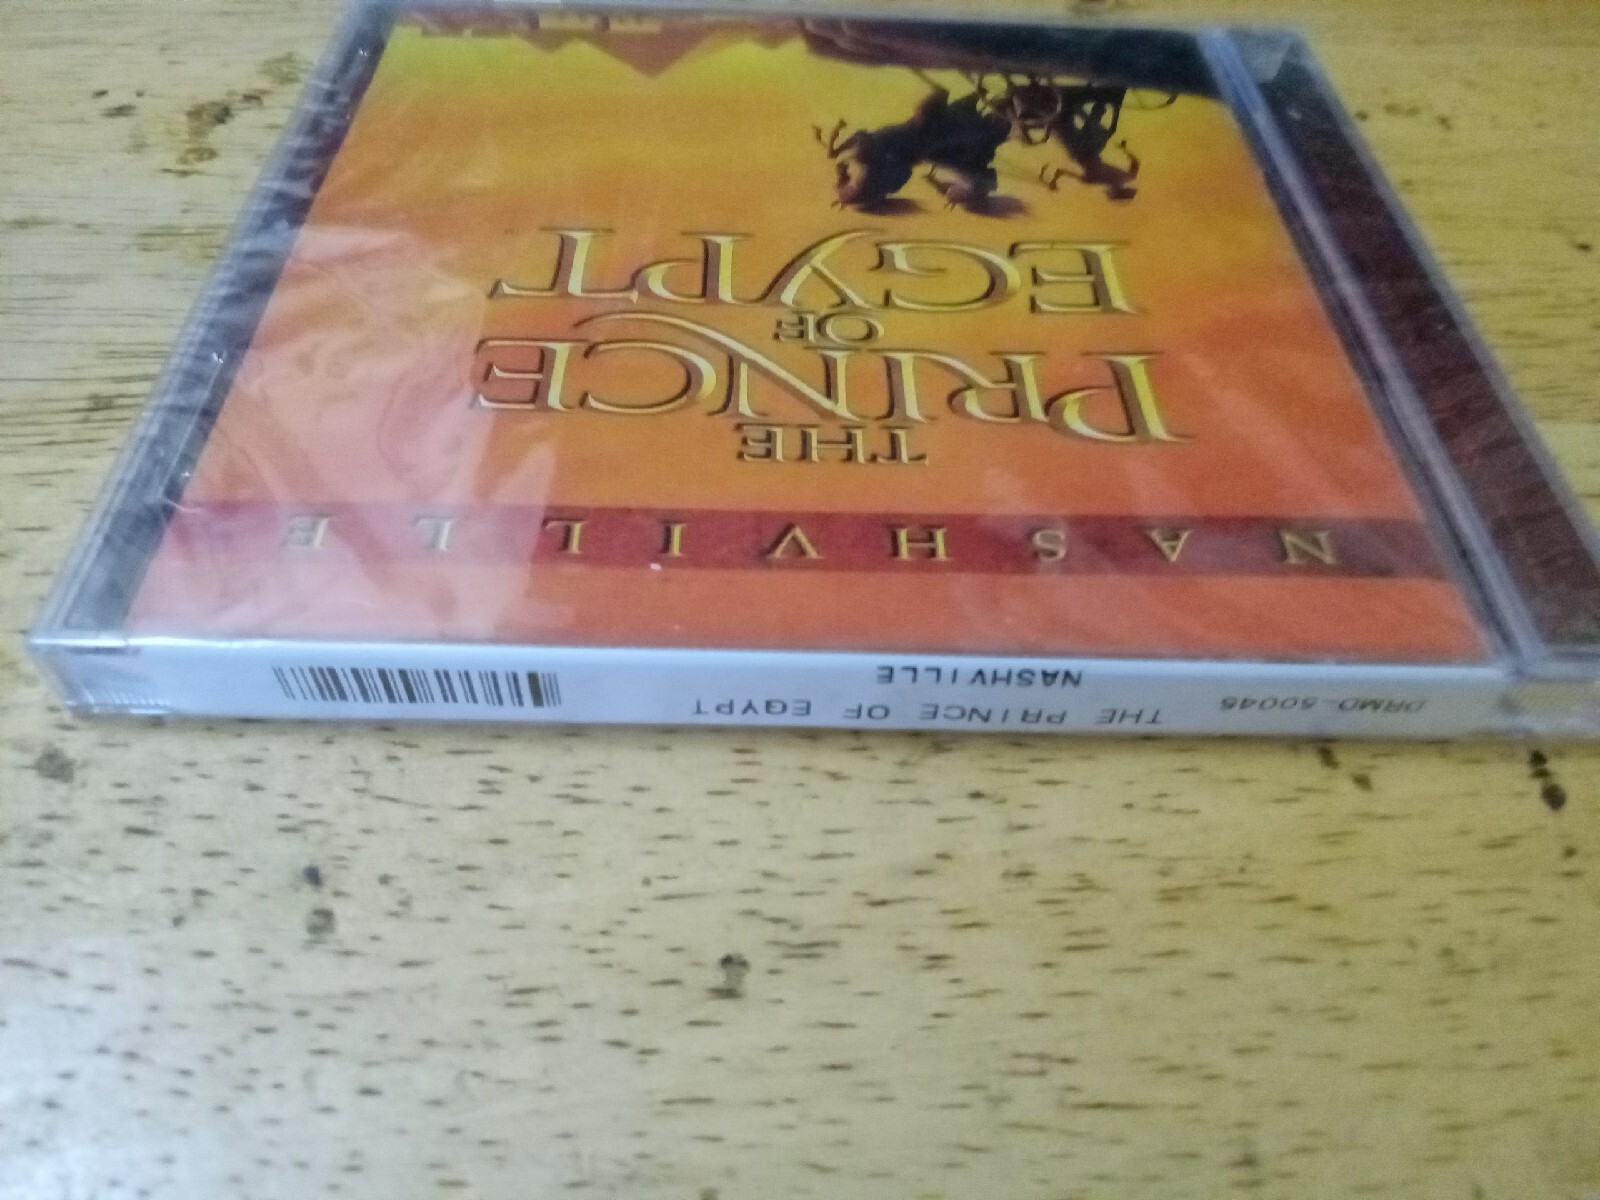 NASHVILLE
THE
PRINCE
OF
EGYPT
DRMD-50045
THE PRINCE OF EGYPT
NASHVILLE